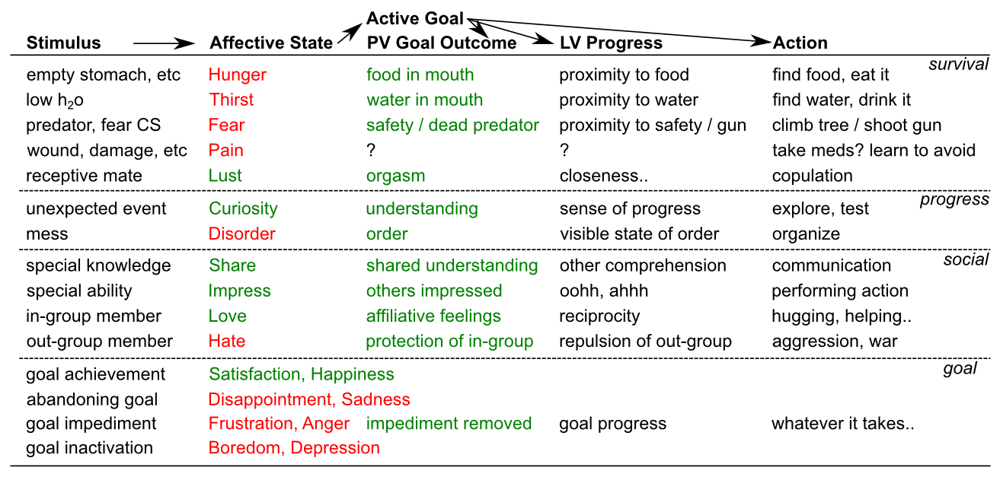 Active Goal
Stimulus Affective State PV Goal Outcome LV Progress Action
survival
empty stomach, etc Hunger food in mouth proximity to food find food, eat it
low h₂o Thirst water in mouth proximity to water find water, drink it
predator, fear CS Fear safety / dead predator proximity to safety / gun climb tree / shoot gun
wound, damage, etc Pain ? ? take meds? learn to avoid
receptive mate Lust orgasm closeness.. copulation
progress
unexpected event Curiosity understanding sense of progress explore, test
mess Disorder order visible state of order organize
social
special knowledge Share shared understanding other comprehension communication
special ability Impress others impressed oohh, ahhh performing action
in-group member Love affiliative feelings reciprocity hugging, helping..
out-group member Hate protection of in-group repulsion of out-group aggression, war
goal
goal achievement Satisfaction, Happiness
abandoning goal Disappointment, Sadness
goal impediment Frustration, Anger impediment removed goal progress whatever it takes..
goal inactivation Boredom, Depression